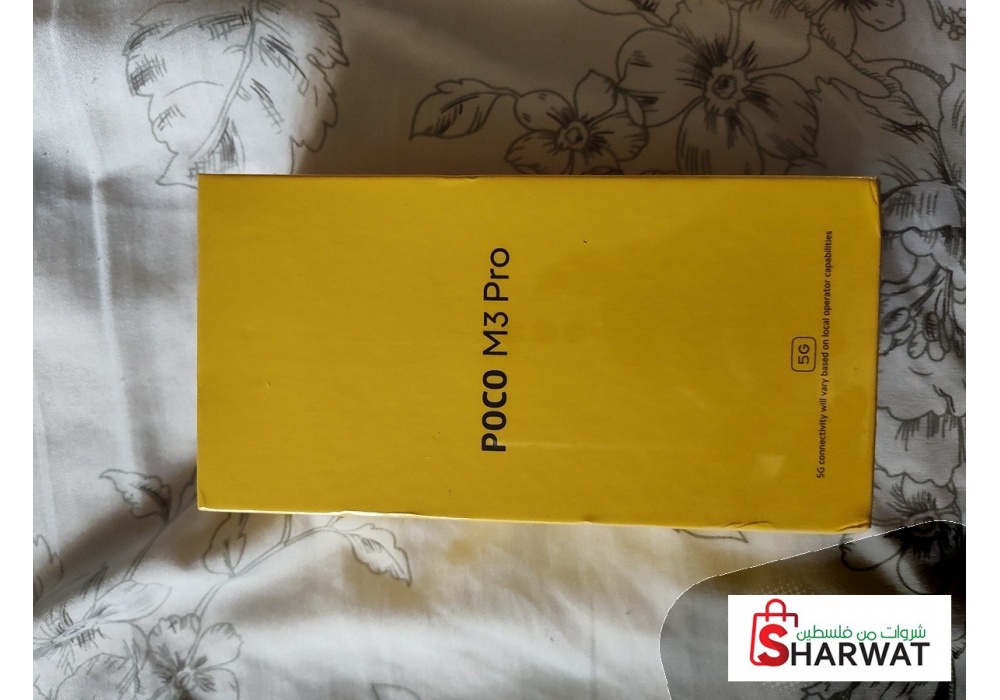 POCO M3 Pro
5G
5G connectivity will vary based on local operator capabilities
شروات من فلسطين
SHARWAT